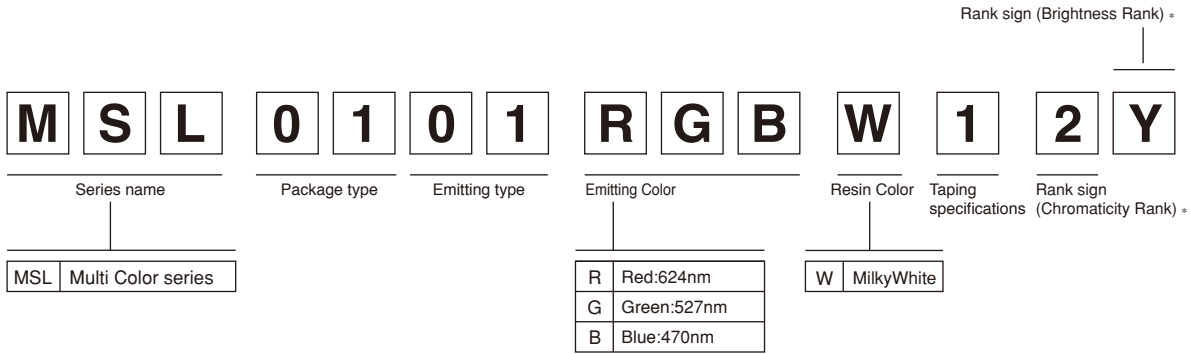 Rank sign (Brightness Rank) *
M S L 0 1 0 1 R G B W 1 2 Y
Series name
Package type
Emitting type
Emitting Color
Resin Color
Taping
specifications
Rank sign
(Chromaticity Rank) *
MSL Multi Color series
R Red:624nm
G Green:527nm
B Blue:470nm
W MilkyWhite